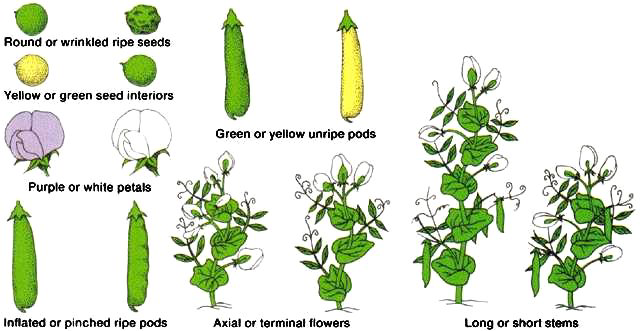 Round or wrinkled ripe seeds
Yellow or green seed interiors
Purple or white petals
Inflated or pinched ripe pods
Green or yellow unripe pods
Axial or terminal flowers
Long or short stems